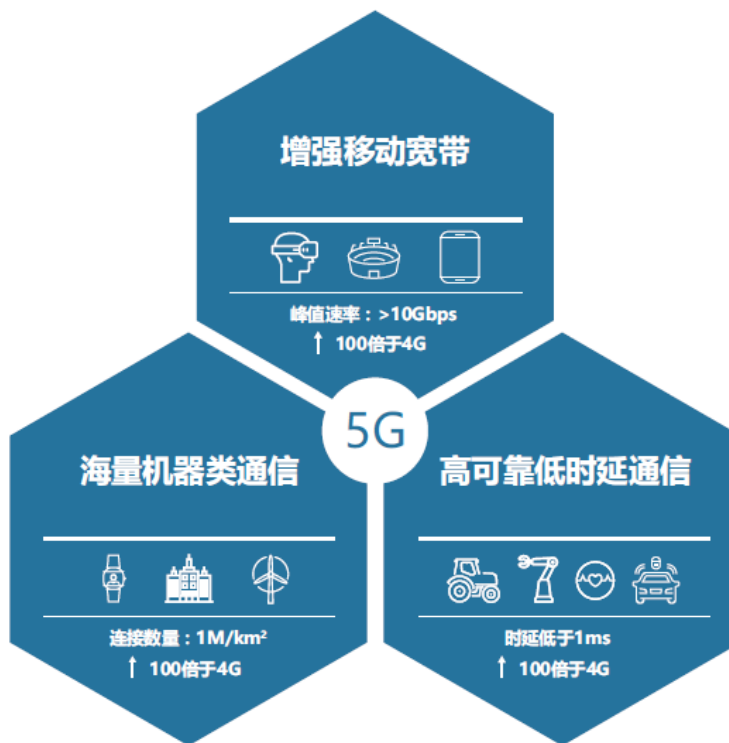 增强移动宽带
峰值速率：>10Gbps
↑ 100倍于4G
5G
海量机器类通信
连接数量：1M/km²
↑ 100倍于4G
高可靠低时延通信
时延低于1ms
↑ 100倍于4G